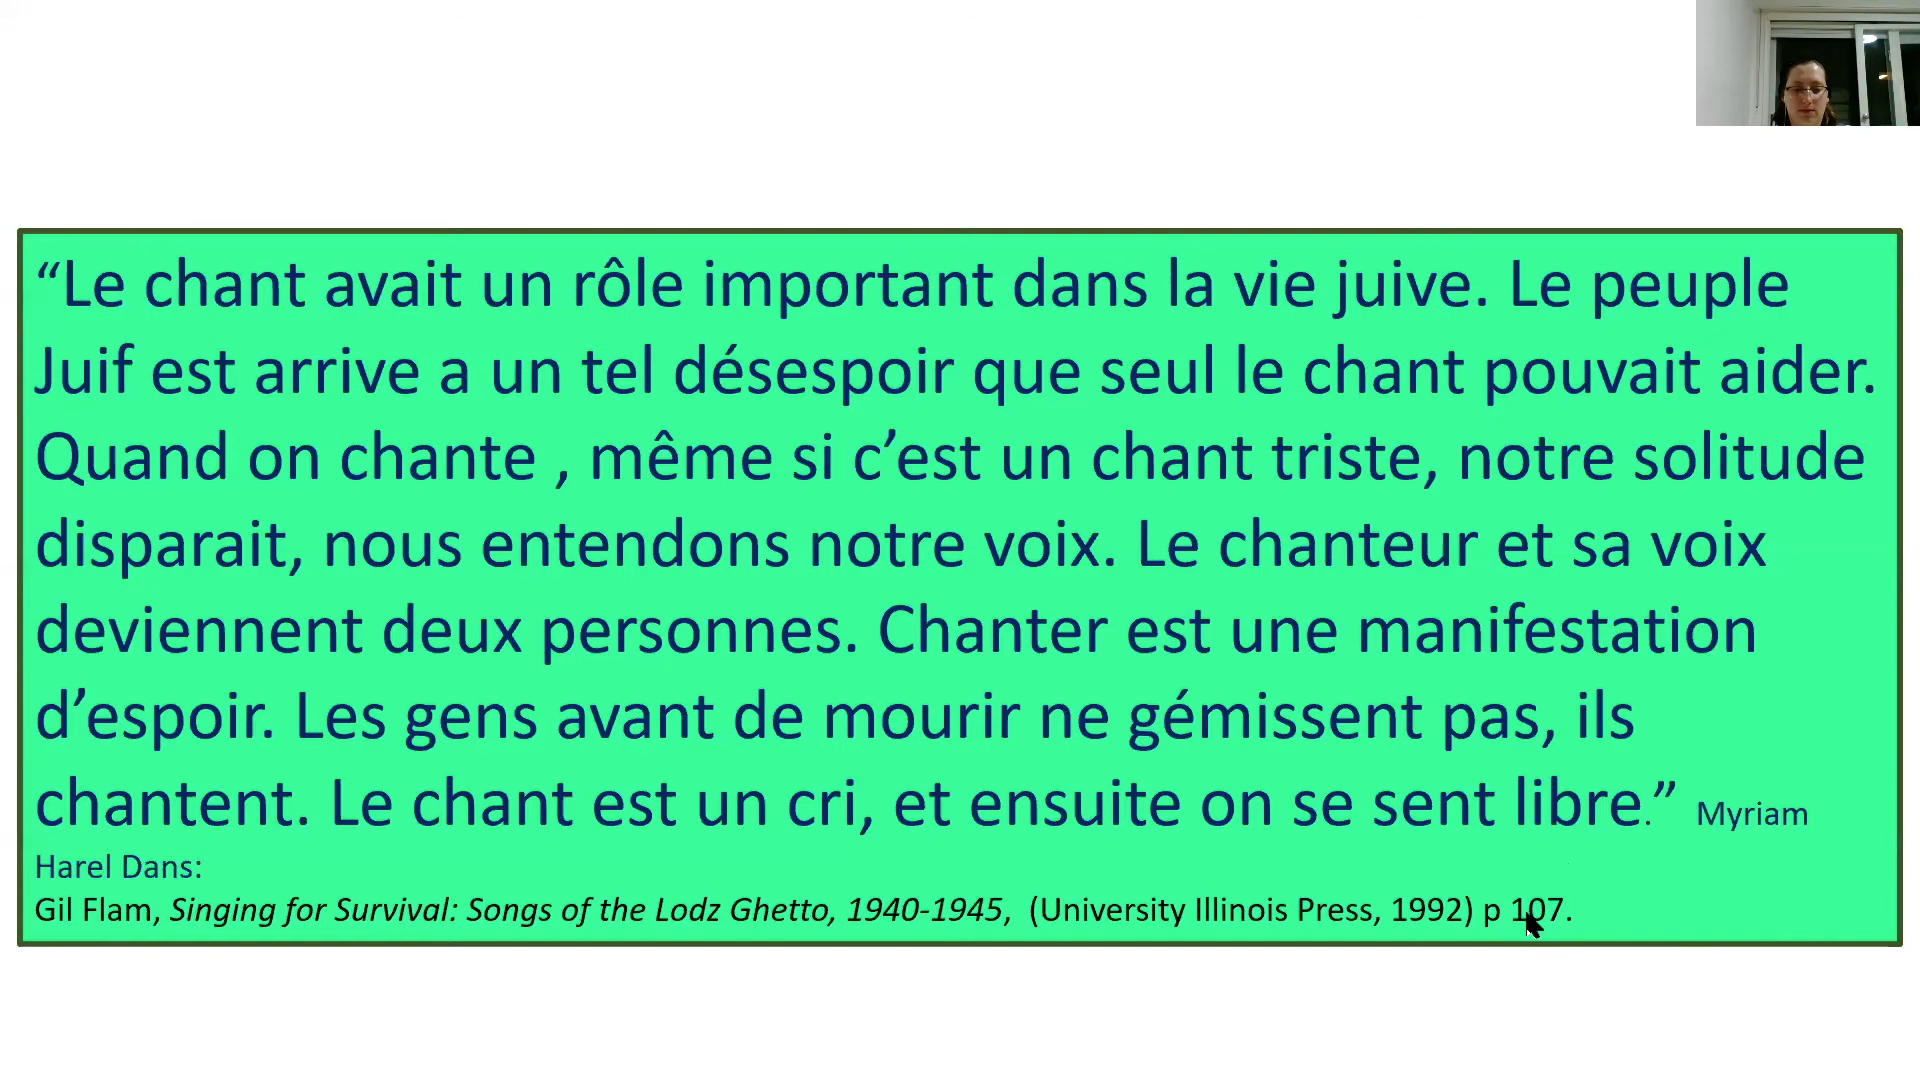 “Le chant avait un rôle important dans la vie juive. Le peuple
Juif est arrive a un tel désespoir que seul le chant pouvait aider.
Quand on chante , même si c’est un chant triste, notre solitude
disparait, nous entendons notre voix. Le chanteur et sa voix
deviennent deux personnes. Chanter est une manifestation
d’espoir. Les gens avant de mourir ne gémissent pas, ils
chantent. Le chant est un cri, et ensuite on se sent libre.” Myriam
Harel Dans:
Gil Flam, Singing for Survival: Songs of the Lodz Ghetto, 1940-1945, (University Illinois Press, 1992) p 107.